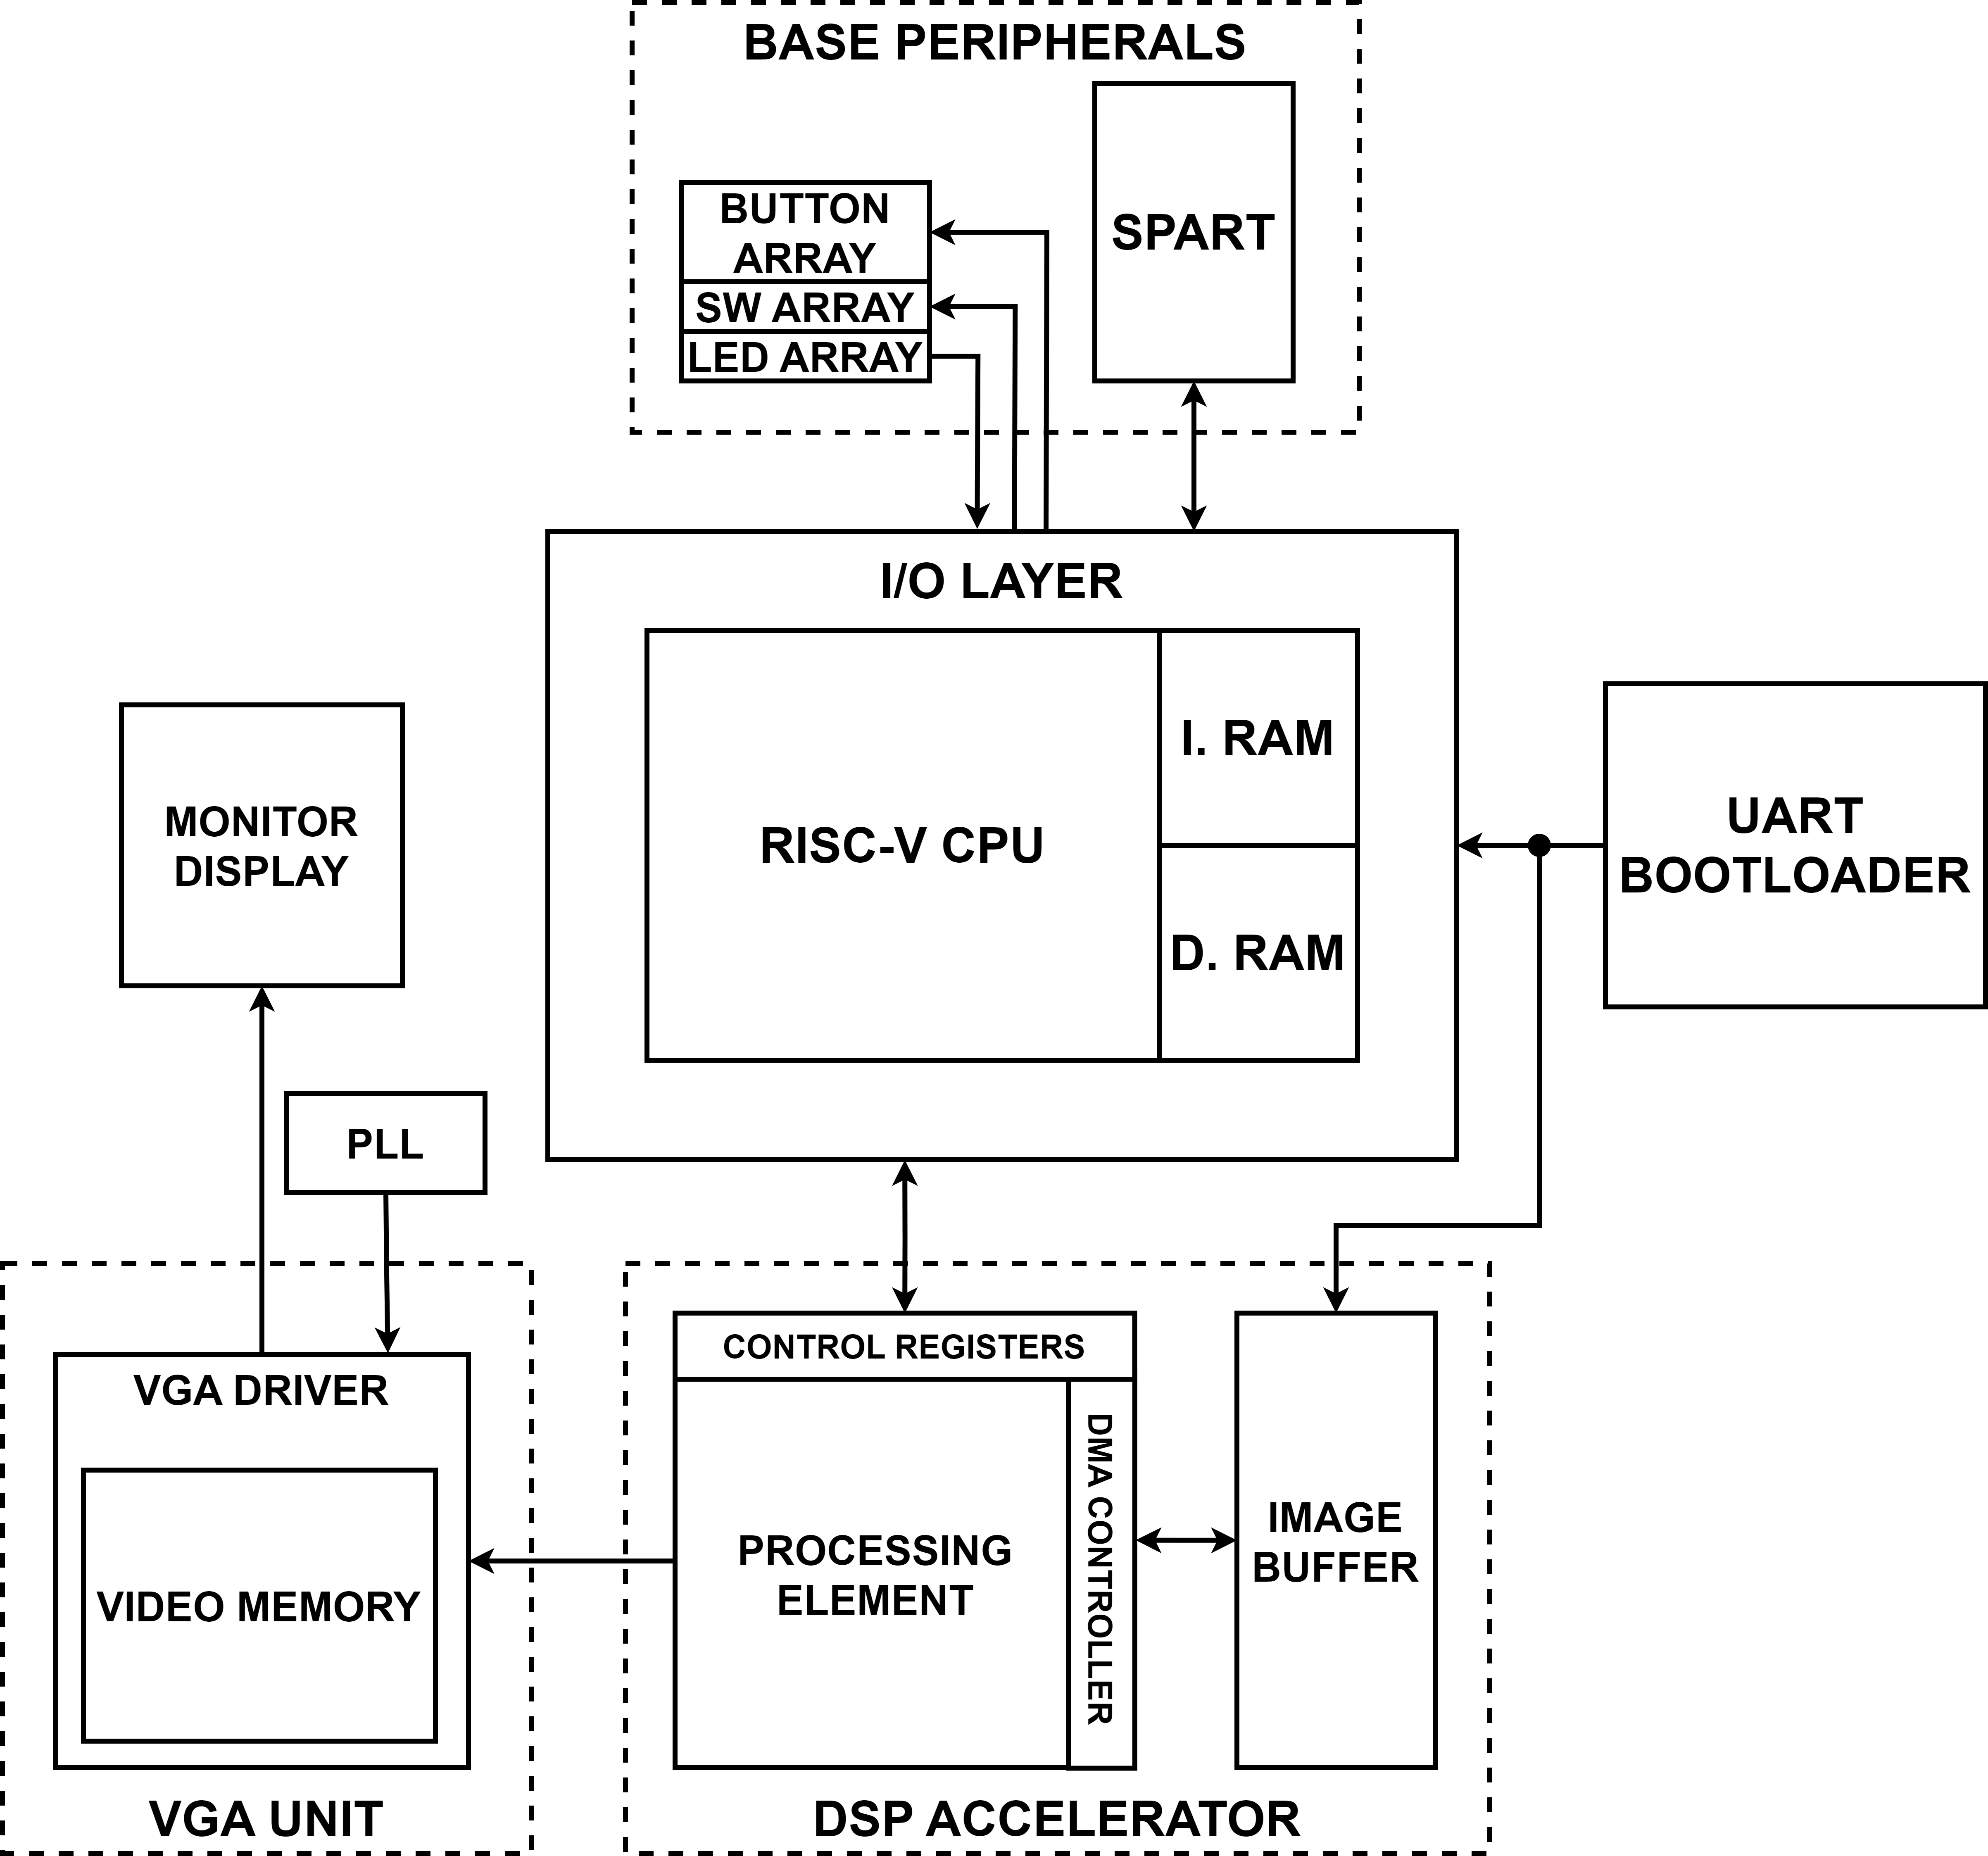 BASE PERIPHERALS
BUTTON
ARRAY
SW ARRAY
LED ARRAY
SPART
I/O LAYER
RISC-V CPU
I. RAM
D. RAM
UART
BOOTLOADER
MONITOR
DISPLAY
PLL
VGA DRIVER
VIDEO MEMORY
VGA UNIT
CONTROL REGISTERS
PROCESSING
ELEMENT
DMA CONTROLLER
IMAGE
BUFFER
DSP ACCELERATOR